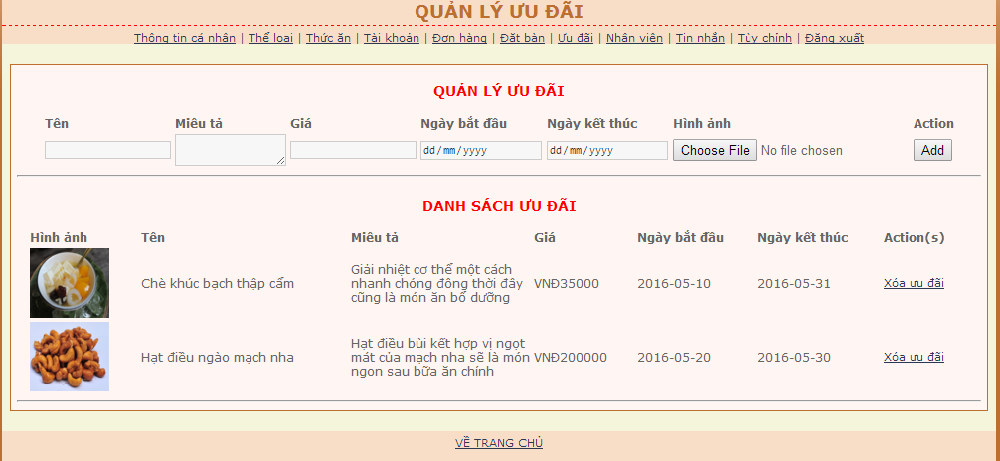 QUẢN LÝ ƯU ĐÃI
Thông tin cá nhân | Thể loại | Thức ăn | Tài khoản | Đơn hàng | Đặt bàn | Ưu đãi | Nhân viên | Tin nhắn | Tùy chỉnh | Đăng xuất
QUẢN LÝ ƯU ĐÃI
Tên Miêu tả Giá Ngày bắt đầu Ngày kết thúc Hình ảnh Action
dd/mm/yyyy dd/mm/yyyy Choose File No file chosen Add
DANH SÁCH ƯU ĐÃI
Hình ảnh Tên Miêu tả Giá Ngày bắt đầu Ngày kết thúc Action(s)
Chè khúc bạch thập cẩm
Giải nhiệt cơ thể một cách
nhanh chóng đông thời đây
cũng là món ăn bổ dưỡng
VNĐ35000 2016-05-10 2016-05-31 Xóa ưu đãi
Hạt điều ngào mạch nha
Hạt điều bùi kết hợp vị ngọt
mát của mạch nha sẽ là món
ngon sau bữa ăn chính
VNĐ200000 2016-05-20 2016-05-30 Xóa ưu đãi
VỀ TRANG CHỦ